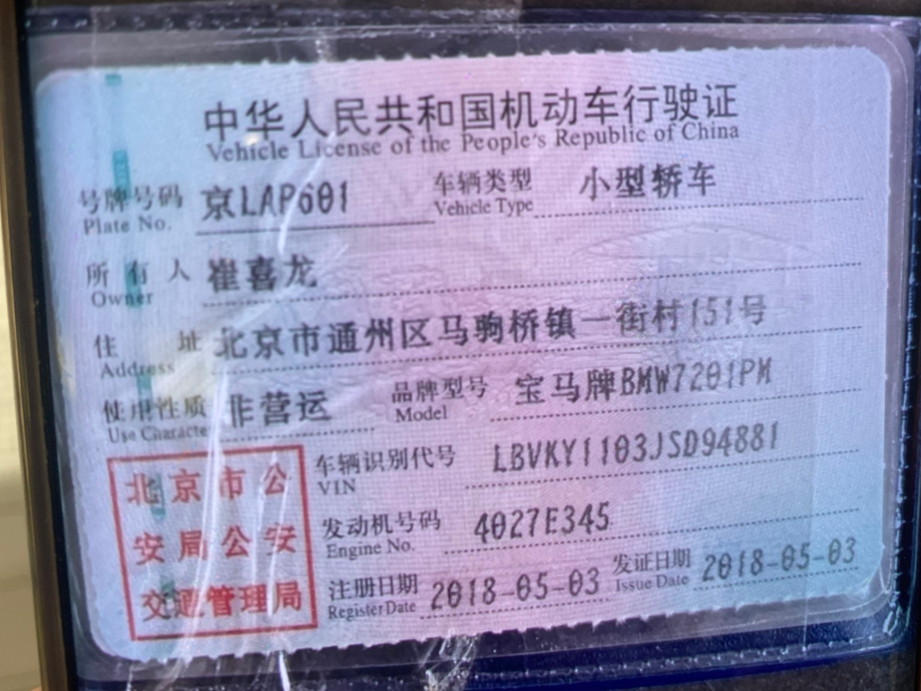 中华人民共和国机动车行驶证
Vehicle License of the People's Republic of China
号牌号码 京LAP601 车辆类型 小型轿车
Plate No. Vehicle Type
所有人 崔喜龙
Owner
住址 北京市通州区马驹桥镇一街村151号
Address
使用性质 非营运 品牌型号 宝马牌BMW7201PM
Use Characte Model
车辆识别代号 LBVKY1103JSD94881
VIN
发动机号码 4027E345
Engine No.
注册日期 2018-05-03 发证日期 2018-05-03
Register Date Issue Date
北京市公
安局公安
交通管理局